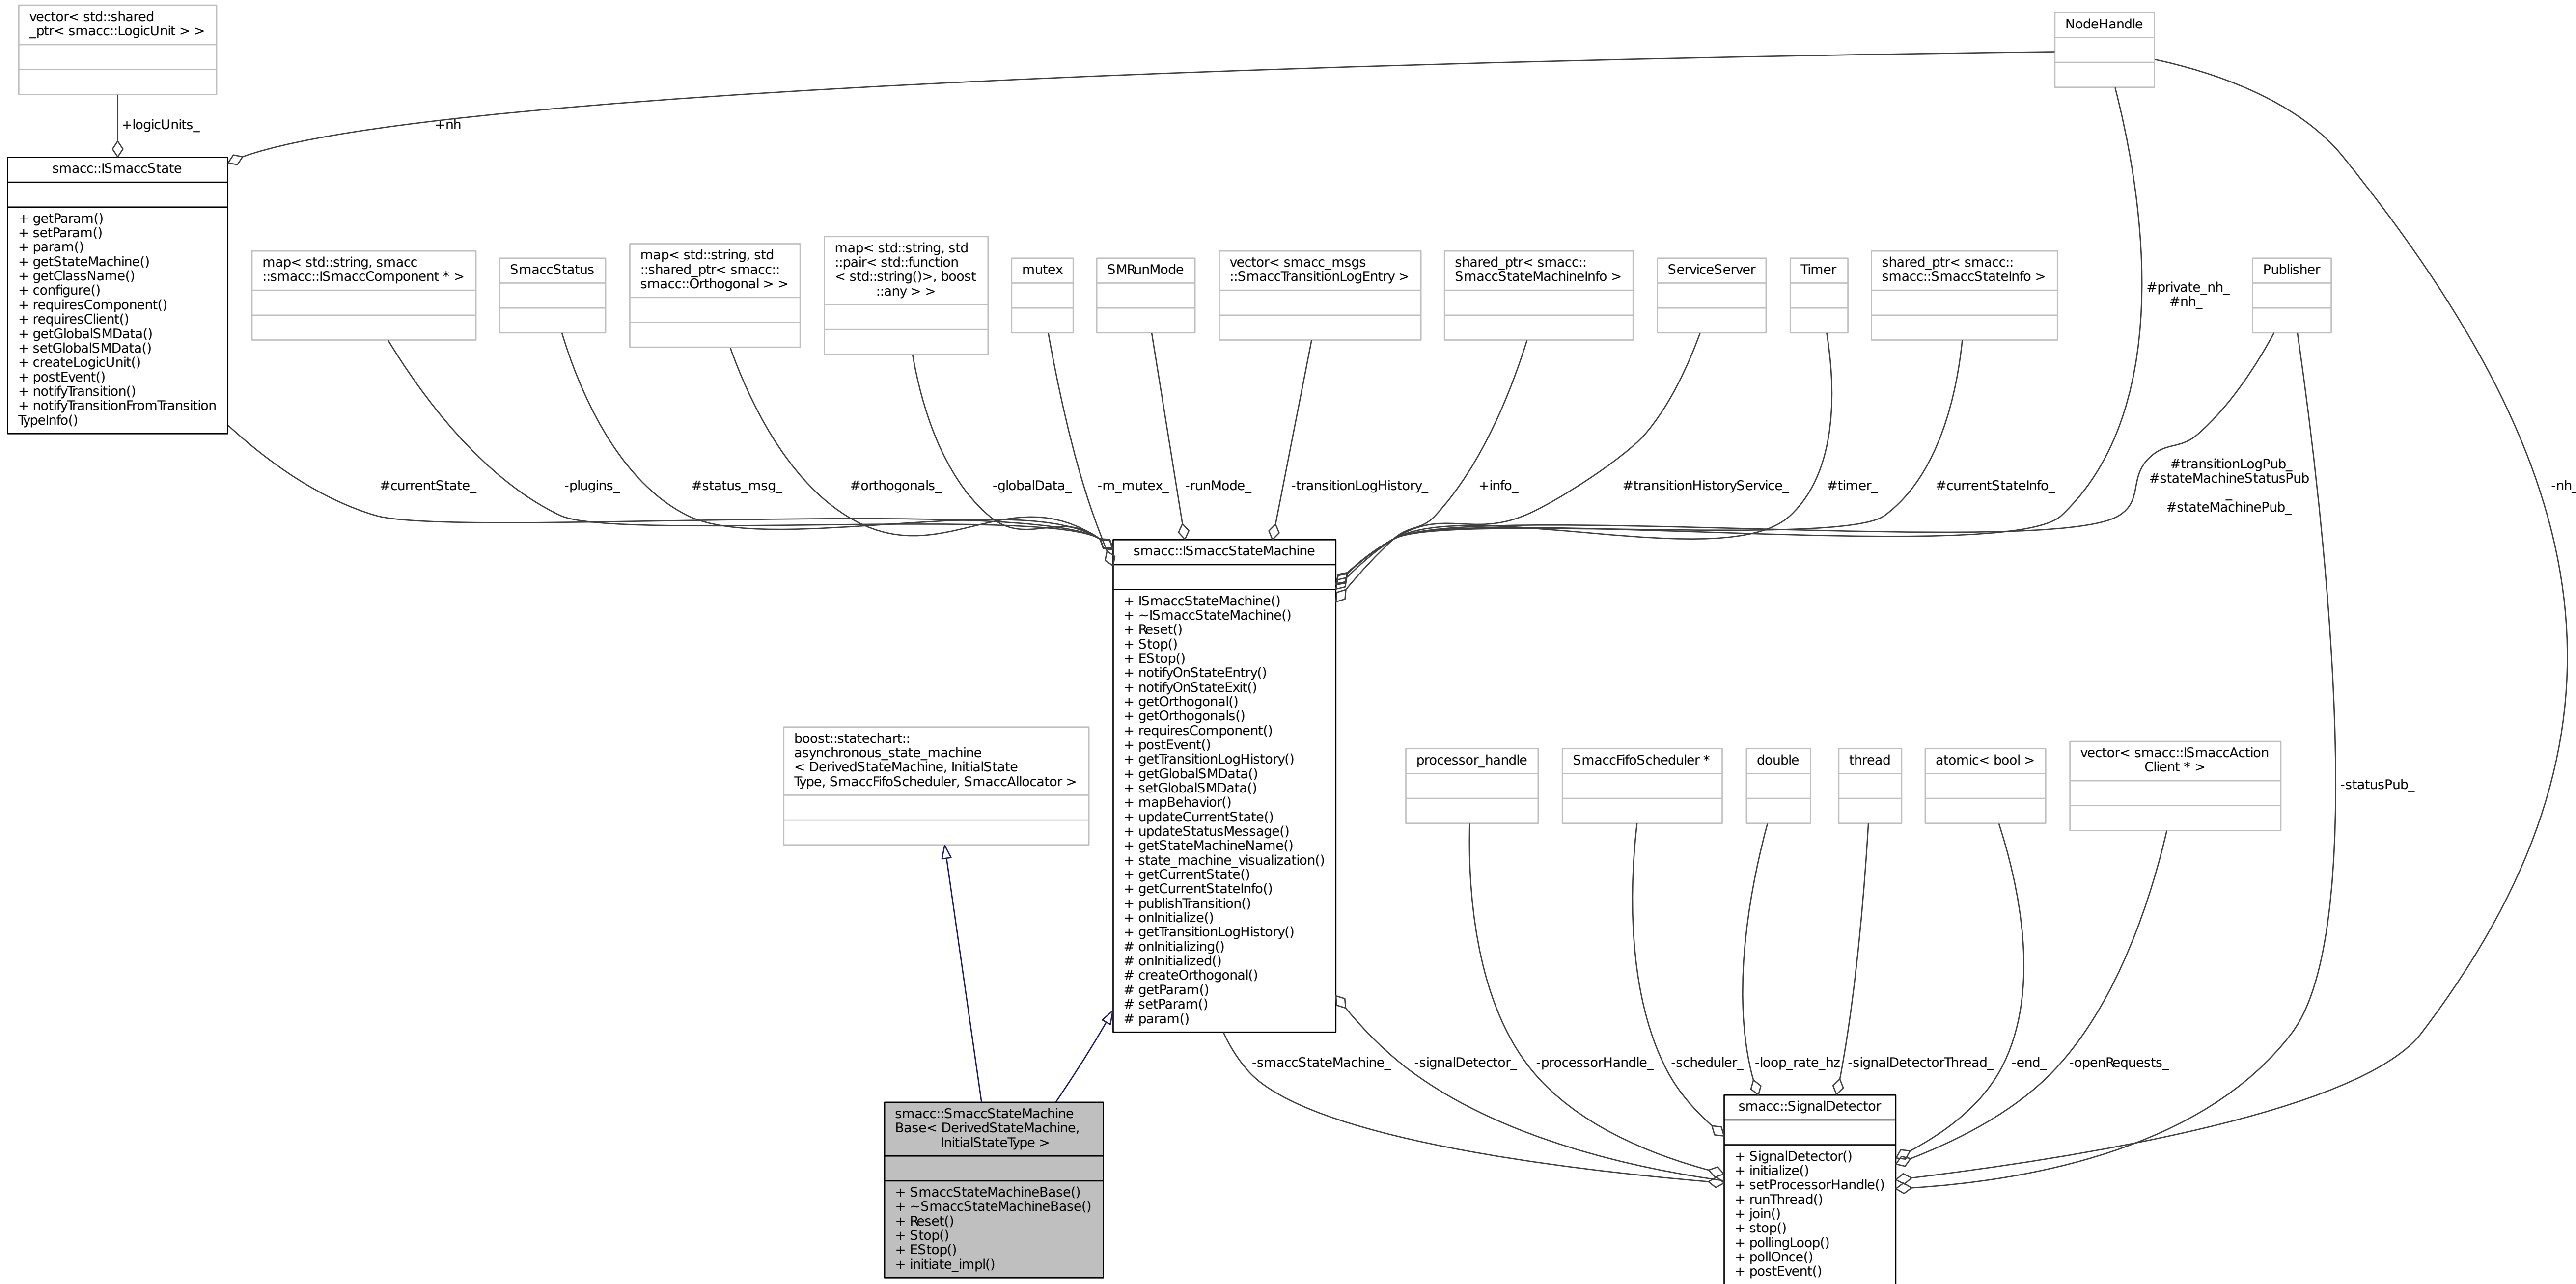 vector< std::shared
_ptr< smacc::LogicUnit > >
NodeHandle
+logicUnits_
+nh
smacc::ISmaccState
+ getParam()
+ setParam()
+ param()
+ getStateMachine()
+ getClassName()
+ configure()
+ requiresComponent()
+ requiresClient()
+ getGlobalSMData()
+ setGlobalSMData()
+ createLogicUnit()
+ postEvent()
+ notifyTransition()
+ notifyTransitionFromTransition
TypeInfo()
map< std::string, smacc
::smacc::ISmaccComponent * >
SmaccStatus
map< std::string, std
::shared_ptr< smacc::
smacc::Orthogonal > >
map< std::string, std
::pair< std::function
< std::string()>, boost
::any > >
mutex
SMRunMode
vector< smacc_msgs
::SmaccTransitionLogEntry >
shared_ptr< smacc::
SmaccStateMachineInfo >
ServiceServer
Timer
shared_ptr< smacc::
smacc::SmaccStateInfo >
#private_nh_
#nh_
Publisher
#currentState_
-plugins_
#status_msg_
#orthogonals_
-globalData_
-m_mutex_
-runMode_
-transitionLogHistory_
+info_
#transitionHistoryService_
#timer_
#currentStateInfo_
#transitionLogPub_
#stateMachineStatusPub
_
#stateMachinePub_
-nh_
smacc::ISmaccStateMachine
+ ISmaccStateMachine()
+ ~ISmaccStateMachine()
+ Reset()
+ Stop()
+ EStop()
+ notifyOnStateEntry()
+ notifyOnStateExit()
+ getOrthogonal()
+ getOrthogonals()
+ requiresComponent()
+ postEvent()
+ getTransitionLogHistory()
+ getGlobalSMData()
+ setGlobalSMData()
+ mapBehavior()
+ updateCurrentState()
+ updateStatusMessage()
+ getStateMachineName()
+ state_machine_visualization()
+ getCurrentState()
+ getCurrentStateInfo()
+ publishTransition()
+ onInitialize()
+ getTransitionLogHistory()
# onInitializing()
# onInitialized()
# createOrthogonal()
# getParam()
# setParam()
# param()
boost::statechart::
asynchronous_state_machine
< DerivedStateMachine, InitialState
Type, SmaccFifoScheduler, SmaccAllocator >
processor_handle
SmaccFifoScheduler *
double
thread
atomic< bool >
vector< smacc::ISmaccAction
Client * >
-statusPub_
-smaccStateMachine_
-signalDetector_
-processorHandle_
-scheduler_
-loop_rate_hz
-signalDetectorThread_
-end_
-openRequests_
smacc::SmaccStateMachine
Base< DerivedStateMachine,
InitialStateType >
+ SmaccStateMachineBase()
+ ~SmaccStateMachineBase()
+ Reset()
+ Stop()
+ EStop()
+ initiate_impl()
smacc::SignalDetector
+ SignalDetector()
+ initialize()
+ setProcessorHandle()
+ runThread()
+ join()
+ stop()
+ pollingLoop()
+ pollOnce()
+ postEvent()